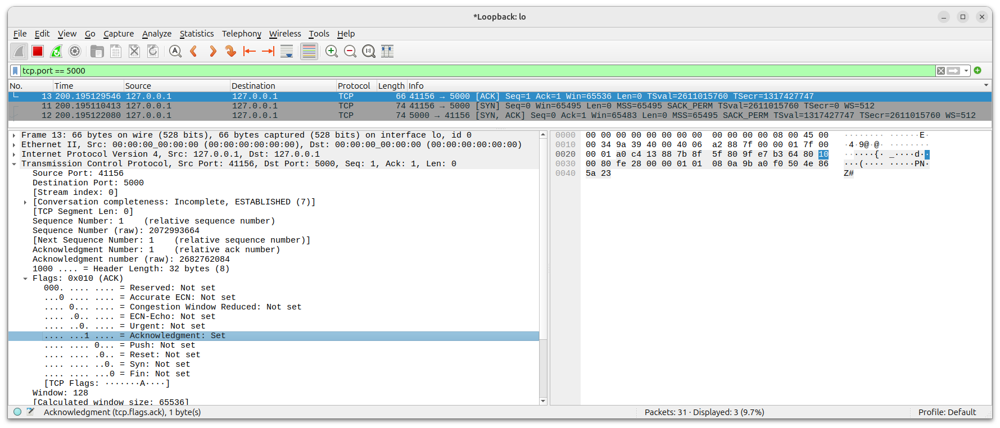 *Loopback: lo
File Edit View Go Capture Analyze Statistics Telephony Wireless Tools Help
tcp.port == 5000
No. Time Source Destination Protocol Length Info
13 200.195129546 127.0.0.1 127.0.0.1 TCP 66 41156 → 5000 [ACK] Seq=1 Ack=1 Win=65536 Len=0 TSval=2611015760 TSecr=1317427747
11 200.195110413 127.0.0.1 127.0.0.1 TCP 74 41156 → 5000 [SYN] Seq=0 Win=65495 Len=0 MSS=65495 SACK_PERM TSval=2611015760 TSecr=0 WS=512
12 200.195122080 127.0.0.1 127.0.0.1 TCP 74 5000 → 41156 [SYN, ACK] Seq=0 Ack=1 Win=65483 Len=0 MSS=65495 SACK_PERM TSval=1317427747 TSecr=2611015760 WS=512
Frame 13: 66 bytes on wire (528 bits), 66 bytes captured (528 bits) on interface lo, id 0
Ethernet II, Src: 00:00:00_00:00:00 (00:00:00:00:00:00), Dst: 00:00:00_00:00:00 (00:00:00:00:00:00)
Internet Protocol Version 4, Src: 127.0.0.1, Dst: 127.0.0.1
Transmission Control Protocol, Src Port: 41156, Dst Port: 5000, Seq: 1, Ack: 1, Len: 0
Source Port: 41156
Destination Port: 5000
[Stream index: 0]
[Conversation completeness: Incomplete, ESTABLISHED (7)]
[TCP Segment Len: 0]
Sequence Number: 1    (relative sequence number)
Sequence Number (raw): 2072993664
[Next Sequence Number: 1    (relative sequence number)]
Acknowledgment Number: 1    (relative ack number)
Acknowledgment number (raw): 2682762084
1000 .... = Header Length: 32 bytes (8)
Flags: 0x010 (ACK)
000. .... .... = Reserved: Not set
...0 .... .... = Accurate ECN: Not set
.... 0... .... = Congestion Window Reduced: Not set
.... .0.. .... = ECN-Echo: Not set
.... ..0. .... = Urgent: Not set
.... ...1 .... = Acknowledgment: Set
.... .... 0... = Push: Not set
.... .... .0.. = Reset: Not set
.... .... ..0. = Syn: Not set
.... .... ...0 = Fin: Not set
[TCP Flags: ·······A····]
Window: 128
[Calculated window size: 65536]
0000 00 00 00 00 00 00 00 00 00 00 00 00 08 00 45 00 ········ ······E·
0010 00 34 9a 39 40 00 40 06 a2 88 7f 00 00 01 7f 00 ·4·9@·@· ········
0020 00 01 a0 c4 13 88 7b 8f 5f 80 9f e7 b3 64 80 10 ······{· _····d··
0030 00 80 fe 28 00 00 01 01 08 0a 9b a0 f0 50 4e 86 ···(···· ·····PN·
0040 5a 23 Z#
Acknowledgment (tcp.flags.ack), 1 byte(s) Packets: 31 · Displayed: 3 (9.7%) Profile: Default